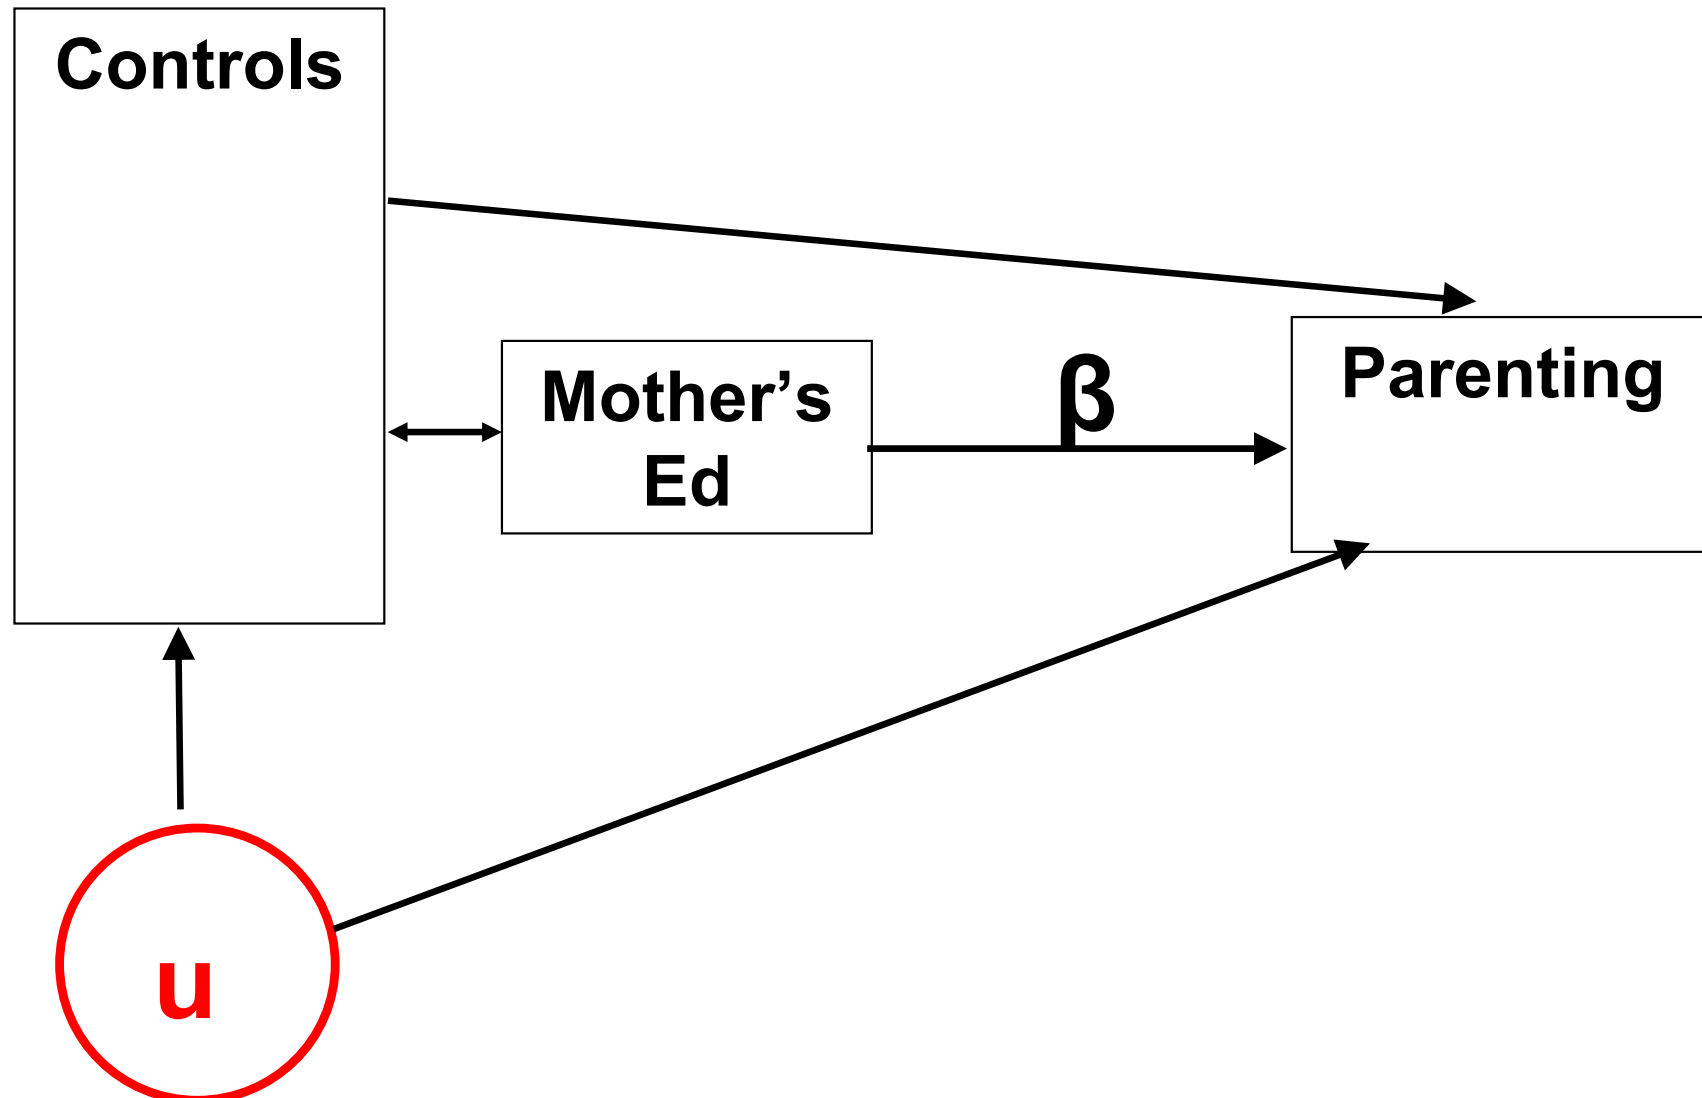 Controls
Mother’s
Ed
β
Parenting
u